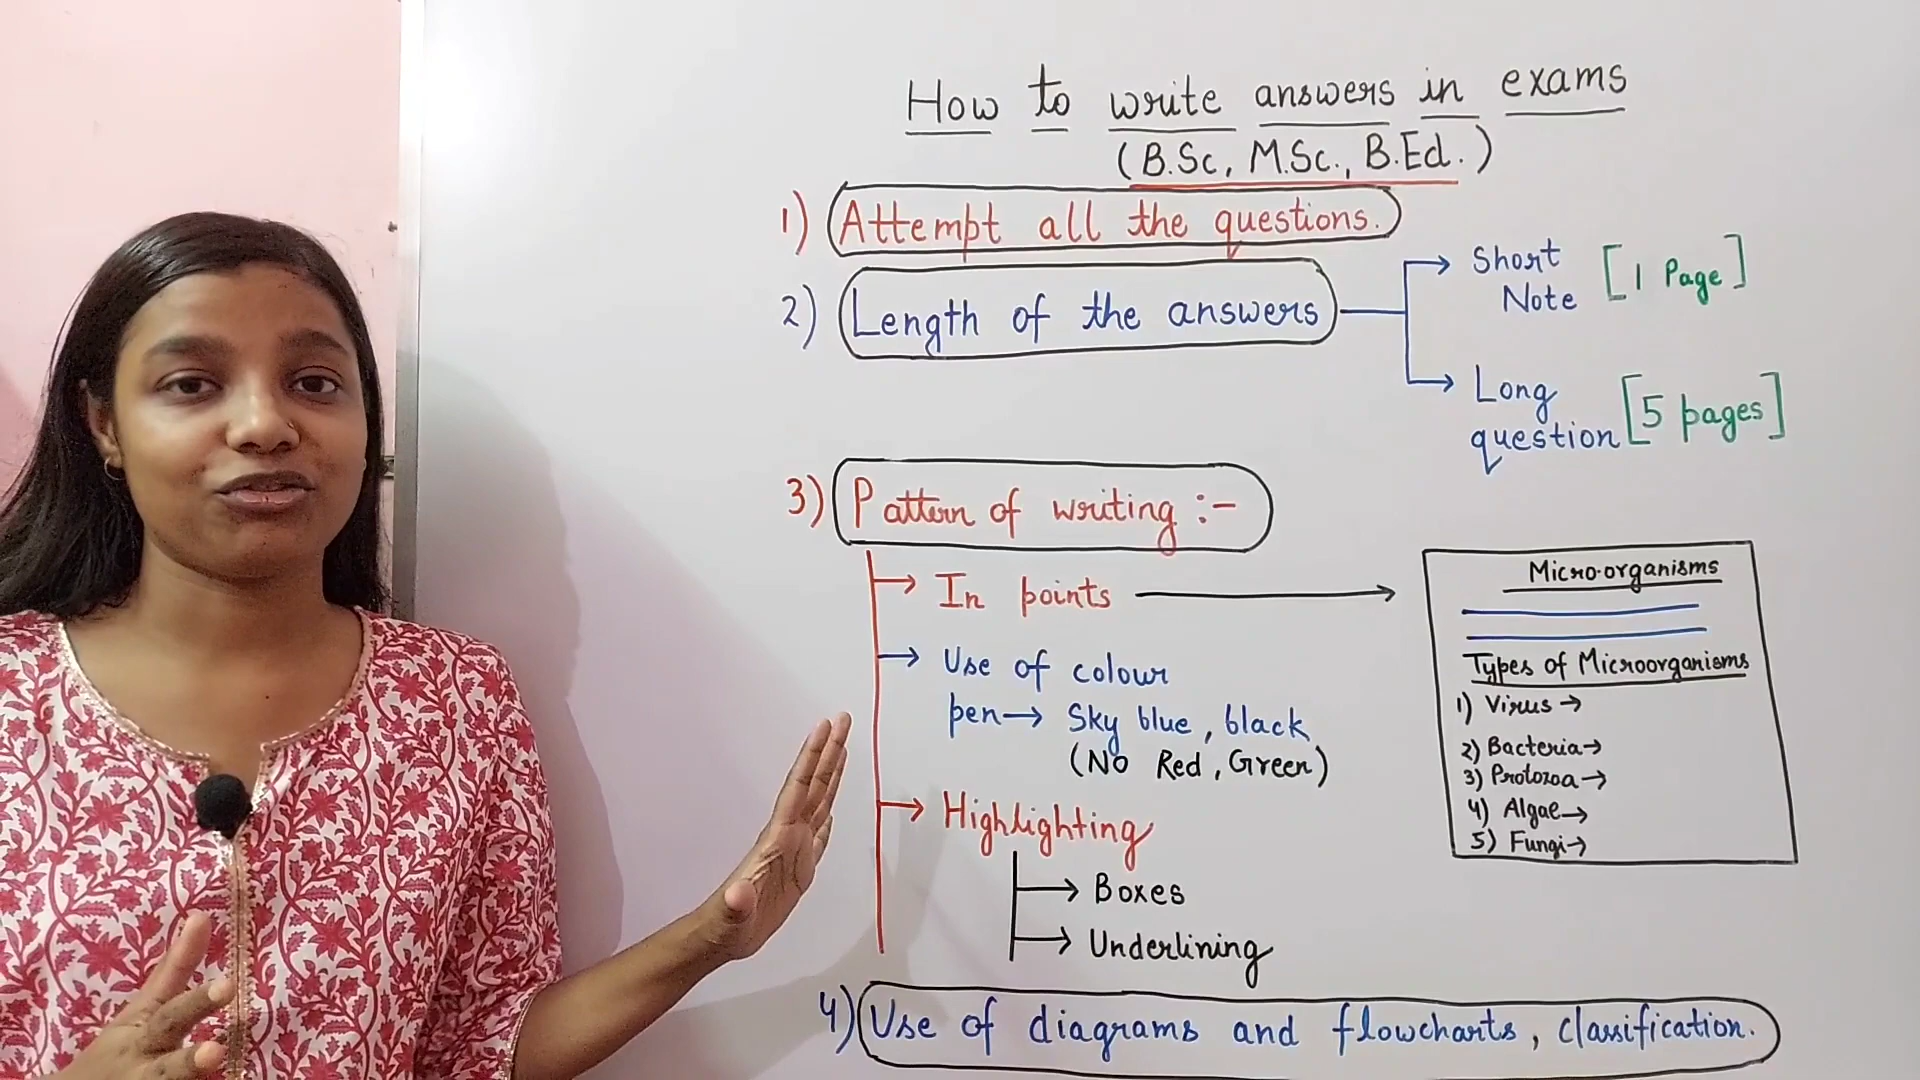 How to write answers in exams
(B.Sc, M.Sc., B.Ed.)
1) Attempt all the questions.
2) Length of the answers
Short
Note [1 Page]
Long
question [5 pages]
3) Pattern of writing :-
In points
Use of colour
pen→ Sky blue, black
(No Red, Green)
Highlighting
Boxes
Underlining
Micro-organisms
Types of Microorganisms
1) Virus→
2) Bacteria→
3) Protozoa→
4) Algae→
5) Fungi→
4) Use of diagrams and flowcharts, classification.